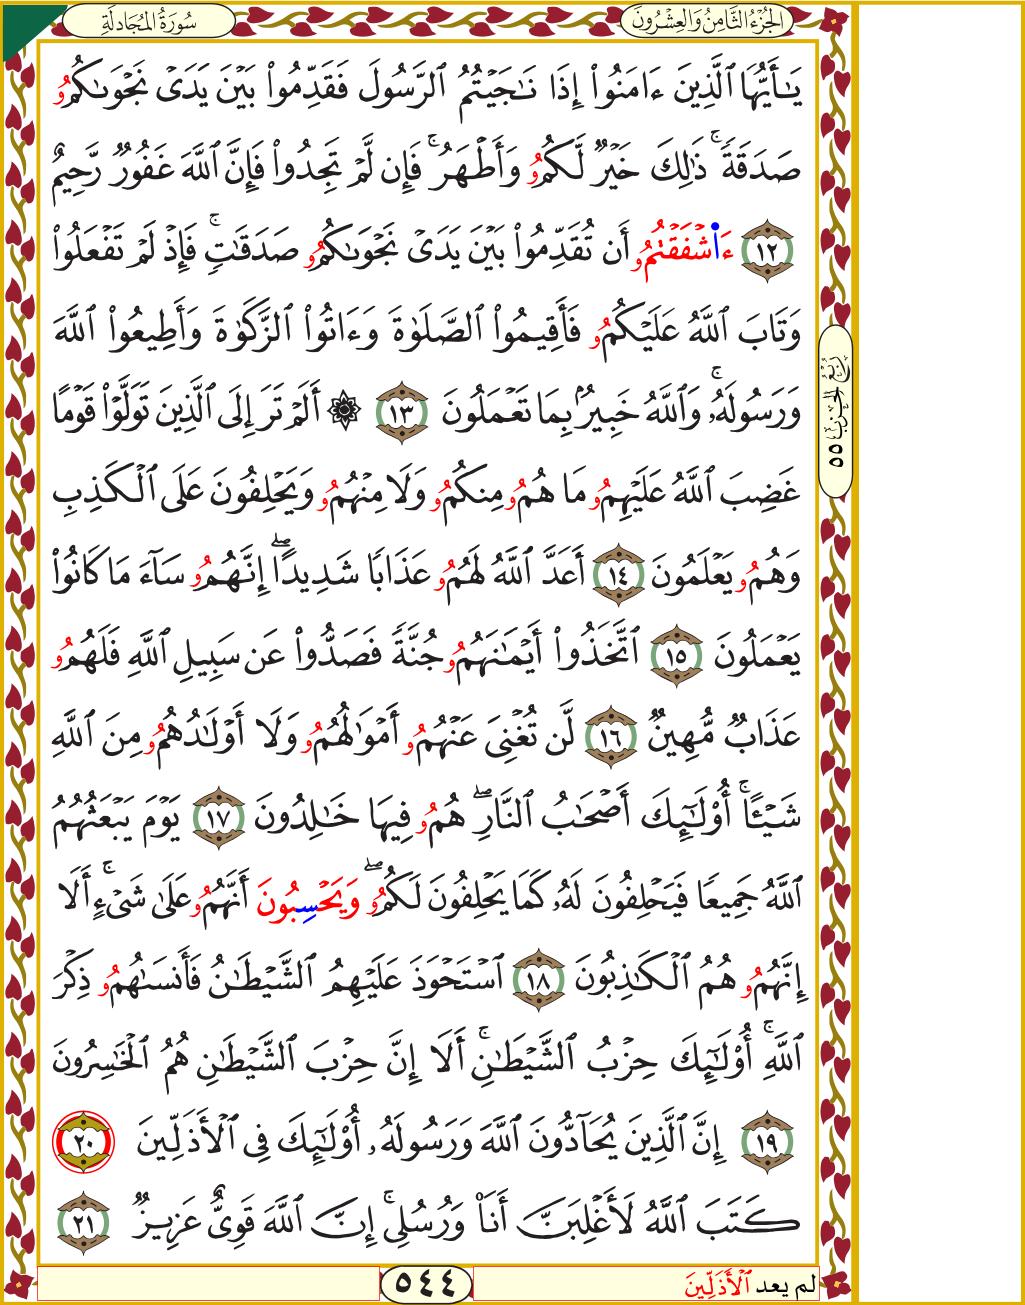 سُورَةُ المُجَادلَةِ
الجُزْءُ الثَّامِنُ وَالعِشْرُونَ
يَـٰٓأَيُّهَا ٱلَّذِينَ ءَامَنُوٓا۟ إِذَا نَـٰجَيْتُمُ ٱلرَّسُولَ فَقَدِّمُوا۟ بَيْنَ يَدَىْ نَجْوَىٰكُمُۥ
صَدَقَةًۚ ذَٰلِكَ خَيْرٌ لَّكُمُۥ وَأَطْهَرُۚ فَإِن لَّمْ تَجِدُوا۟ فَإِنَّ ٱللَّهَ غَفُورٌ رَّحِيمٌ
١٢ ءَا۬شْفَقْتُمُۥ أَن تُقَدِّمُوا۟ بَيْنَ يَدَىْ نَجْوَىٰكُمُۥ صَدَقَـٰتٍۚ فَإِذْ لَمْ تَفْعَلُوا۟
وَتَابَ ٱللَّهُ عَلَيْكُمُۥ فَأَقِيمُوا۟ ٱلصَّلَوٰةَ وَءَاتُوا۟ ٱلزَّكَوٰةَ وَأَطِيعُوا۟ ٱللَّهَ
وَرَسُولَهُۥۚ وَٱللَّهُ خَبِيرٌۢ بِمَا تَعْمَلُونَ ١٣ ۞ أَلَمْ تَرَ إِلَى ٱلَّذِينَ تَوَلَّوْا۟ قَوْمًا
غَضِبَ ٱللَّهُ عَلَيْهِمُۥ مَا هُمُۥ مِنكُمُۥ وَلَا مِنْهُمُۥ وَيَحْلِفُونَ عَلَى ٱلْكَذِبِ
وَهُمُۥ يَعْلَمُونَ ١٤ أَعَدَّ ٱللَّهُ لَهُمُۥ عَذَابًا شَدِيدًاۖ إِنَّهُمُۥ سَآءَ مَا كَانُوا۟
يَعْمَلُونَ ١٥ ٱتَّخَذُوٓا۟ أَيْمَـٰنَهُمُۥ جُنَّةً فَصَدُّوا۟ عَن سَبِيلِ ٱللَّهِ فَلَهُمُۥ
عَذَابٌ مُّهِينٌ ١٦ لَّن تُغْنِىَ عَنْهُمُۥ أَمْوَٰلُهُمُۥ وَلَآ أَوْلَـٰدُهُمُۥ مِنَ ٱللَّهِ
شَيْـًٔاۚ أُو۟لَـٰٓئِكَ أَصْحَـٰبُ ٱلنَّارِۖ هُمُۥ فِيهَا خَـٰلِدُونَ ١٧ يَوْمَ يَبْعَثُهُمُ
ٱللَّهُ جَمِيعًا فَيَحْلِفُونَ لَهُۥ كَمَا يَحْلِفُونَ لَكُمُۥۖ وَيَحْسِبُونَ أَنَّهُمُۥ عَلَىٰ شَىْءٍۚ أَلَآ
إِنَّهُمُۥ هُمُ ٱلْكَـٰذِبُونَ ١٨ ٱسْتَحْوَذَ عَلَيْهِمُ ٱلشَّيْطَـٰنُ فَأَنسَىٰهُمُۥ ذِكْرَ
ٱللَّهِۚ أُو۟لَـٰٓئِكَ حِزْبُ ٱلشَّيْطَـٰنِۚ أَلَآ إِنَّ حِزْبَ ٱلشَّيْطَـٰنِ هُمُ ٱلْخَـٰسِرُونَ
١٩ إِنَّ ٱلَّذِينَ يُحَآدُّونَ ٱللَّهَ وَرَسُولَهُۥٓ أُو۟لَـٰٓئِكَ فِى ٱلْأَذَلِّينَ ٢٠
كَتَبَ ٱللَّهُ لَأَغْلِبَنَّ أَنَا۠ وَرُسُلِىٓۚ إِنَّ ٱللَّهَ قَوِىٌّ عَزِيزٌ ٢١
رُبْعُ الحِزْب ٥٥
لم يعد ٱلْأَذَلِّينَ
٥٤٤